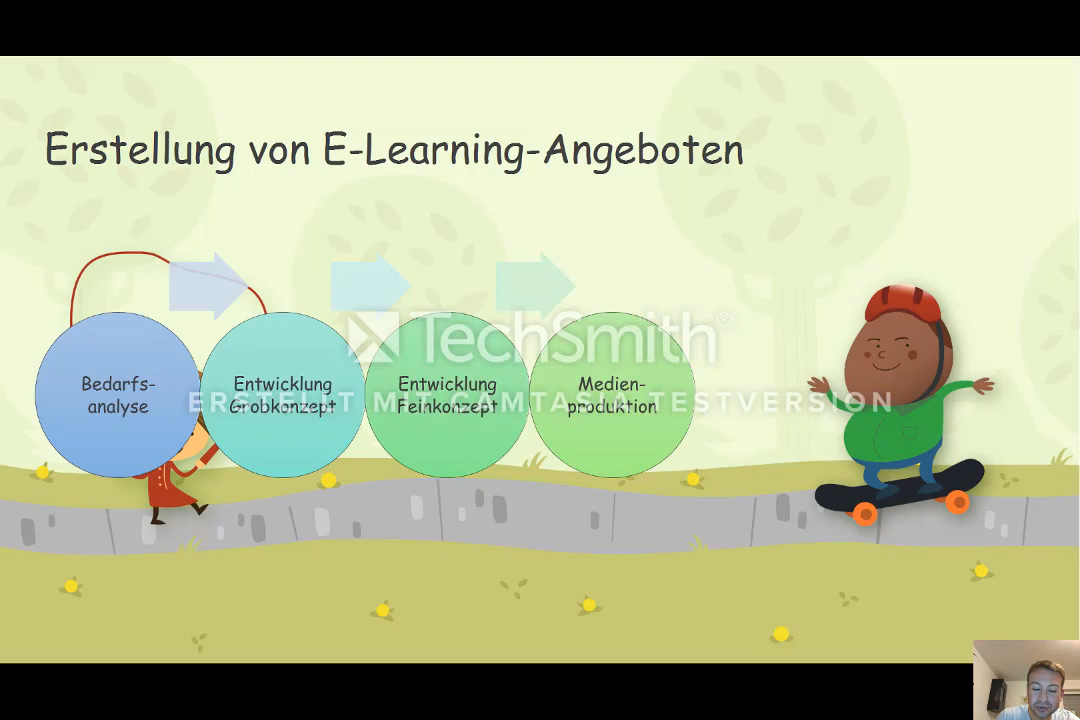 Erstellung von E-Learning-Angeboten
TechSmith®
Bedarfs-
analyse
Entwicklung
Grobkonzept
Entwicklung
Feinkonzept
Medien-
produktion
ERSTELLT MIT CAMTASIA TESTVERSION